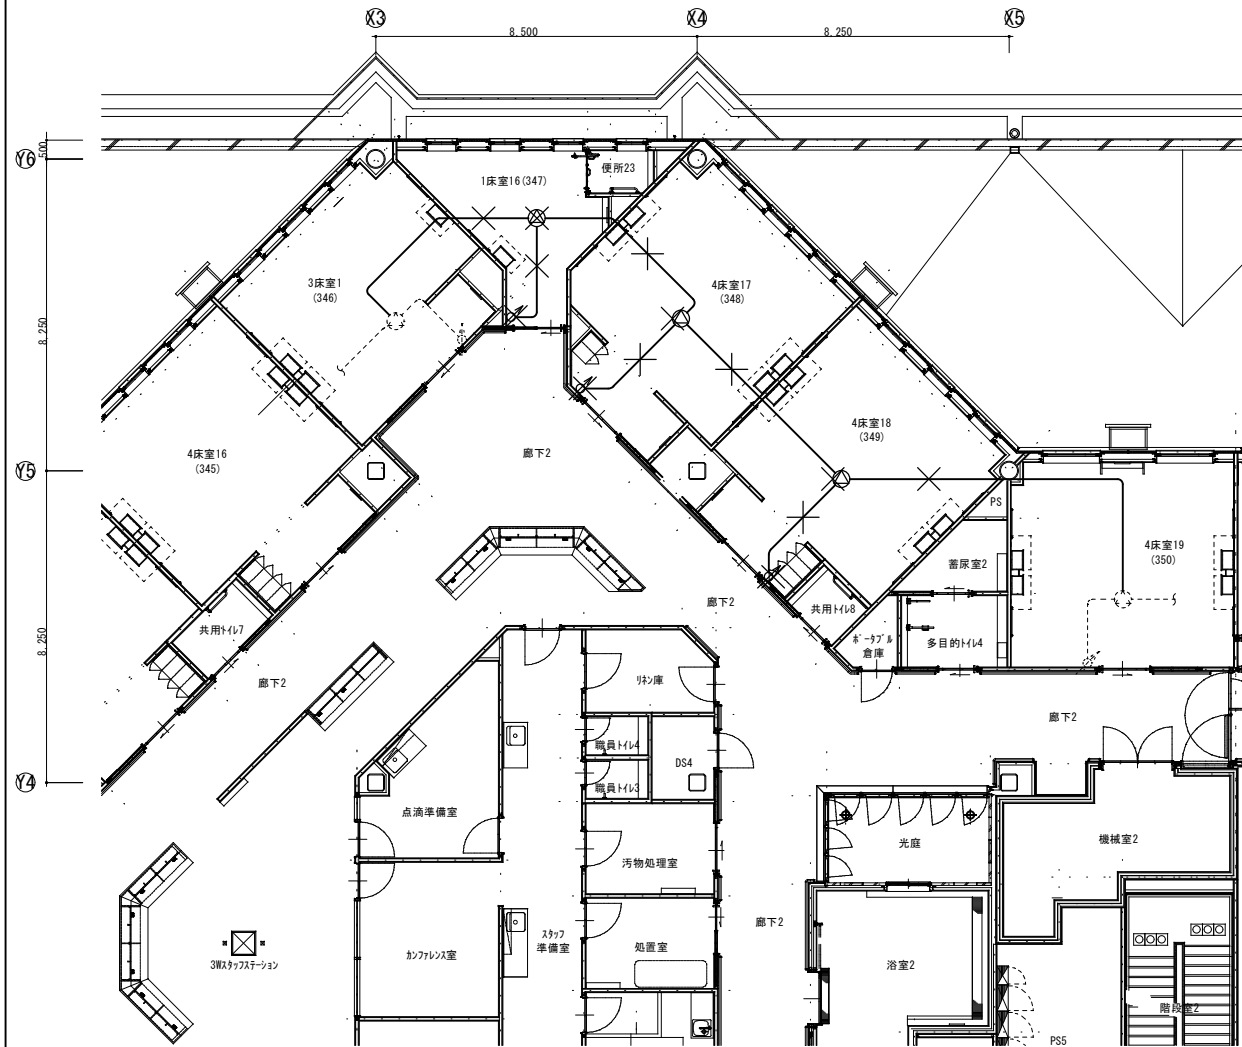 X3
X4
X5
8.500
8.250
Y6
500
便所23
1床室16(347)
3床室1
(346)
4床室17
(348)
8.250
4床室16
(345)
4床室18
(349)
廊下2
Y5
PS
4床室19
(350)
蓄尿室2
共用トイレ7
共用トイレ8
廊下2
ポータブル
倉庫
多目的トイレ4
8.250
廊下2
リネン庫
廊下2
職員トイレ4
DS4
Y4
職員トイレ3
点滴準備室
光庭
機械室2
汚物処理室
廊下2
スタッフ
準備室
処置室
カンファレンス室
3Wスタッフステーション
浴室2
階段室2
PS5